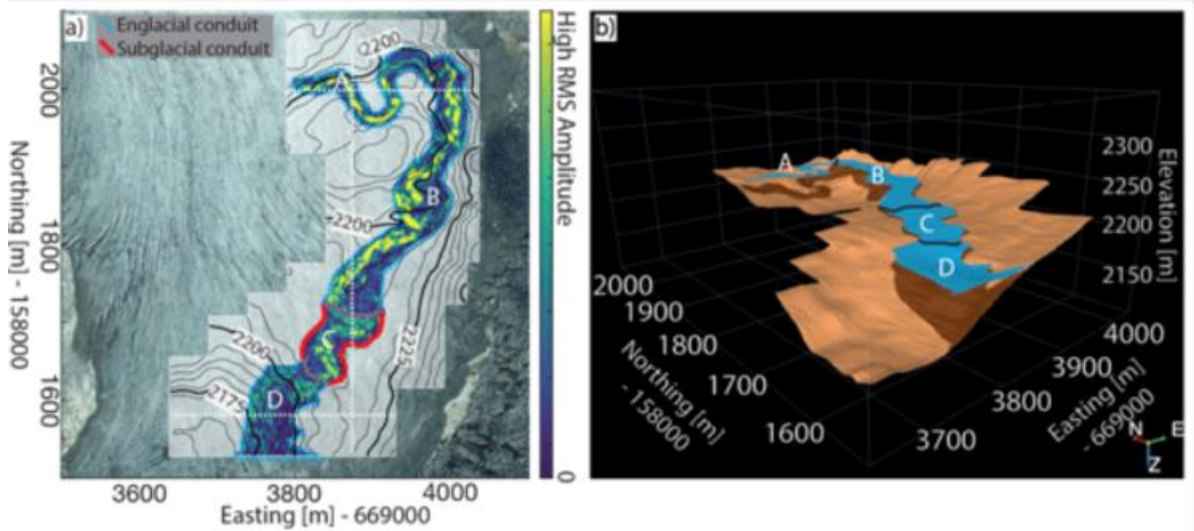 a)
Englacial conduit
Subglacial conduit
2200
A
B
2200
C
2225
2200
2175
D
2000
1800
1600
Northing [m] - 158000
3600
3800
4000
Easting [m] - 669000
High RMS Amplitude
0
b)
A
B
C
D
2300
2250
2200
2150
Elevation [m]
2000
1900
1800
1700
1600
Northing [m]
- 158000
4000
3900
3800
3700
Easting [m]
- 669000
N
E
Z